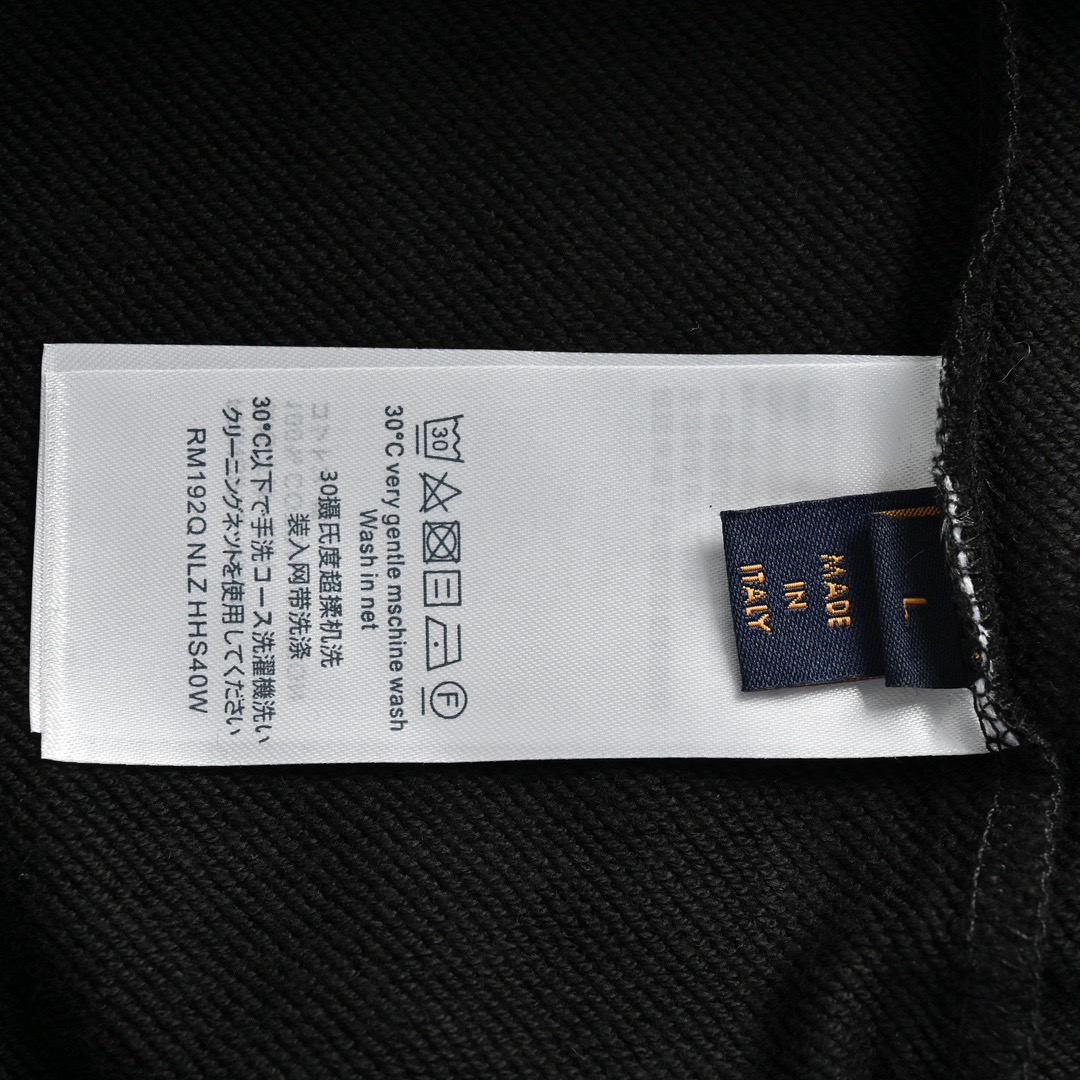 30
F
30°C very gentle mschine wash
Wash in net
30摄氏度超揉机洗
装入网带洗涤
30°C以下で手洗コース洗濯機洗い
クリーニングネットを使用してください
RM192Q NLZ HHS40W
MADE
IN
ITALY
L